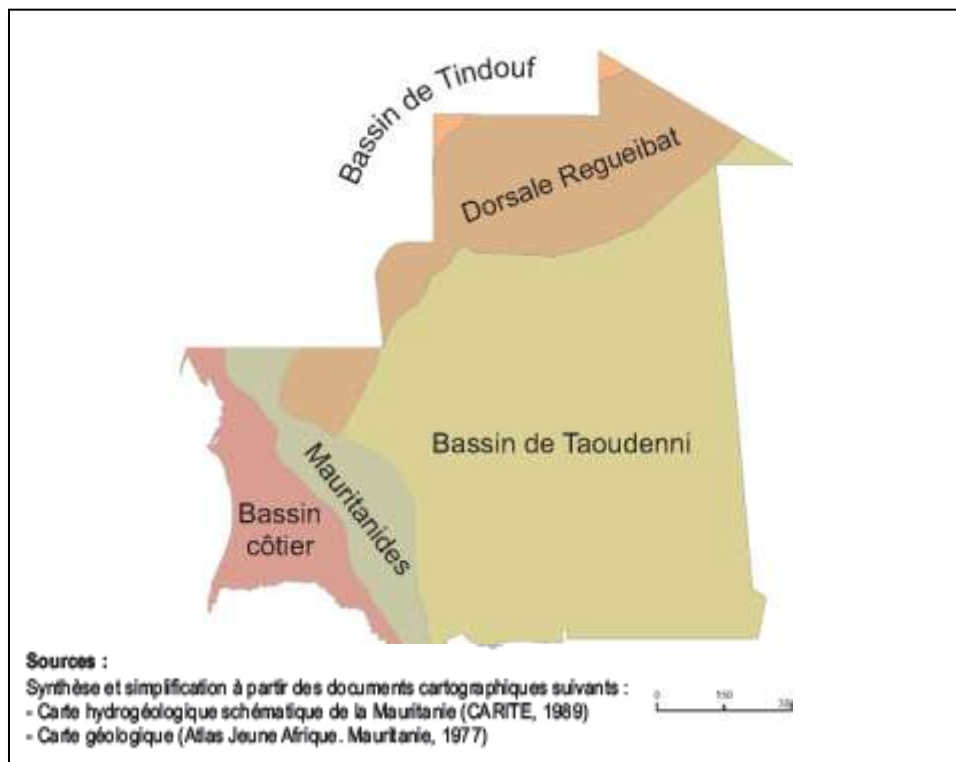 Bassin de Tindouf
Dorsale Regueibat
Bassin de Taoudenni
Mauritanides
Bassin
côtier
Sources :
Synthèse et simplification à partir des documents cartographiques suivants :
- Carte hydrogéologique schématique de la Mauritanie (CARITE, 1989)
- Carte géologique (Atlas Jeune Afrique. Mauritanie, 1977)
0 150